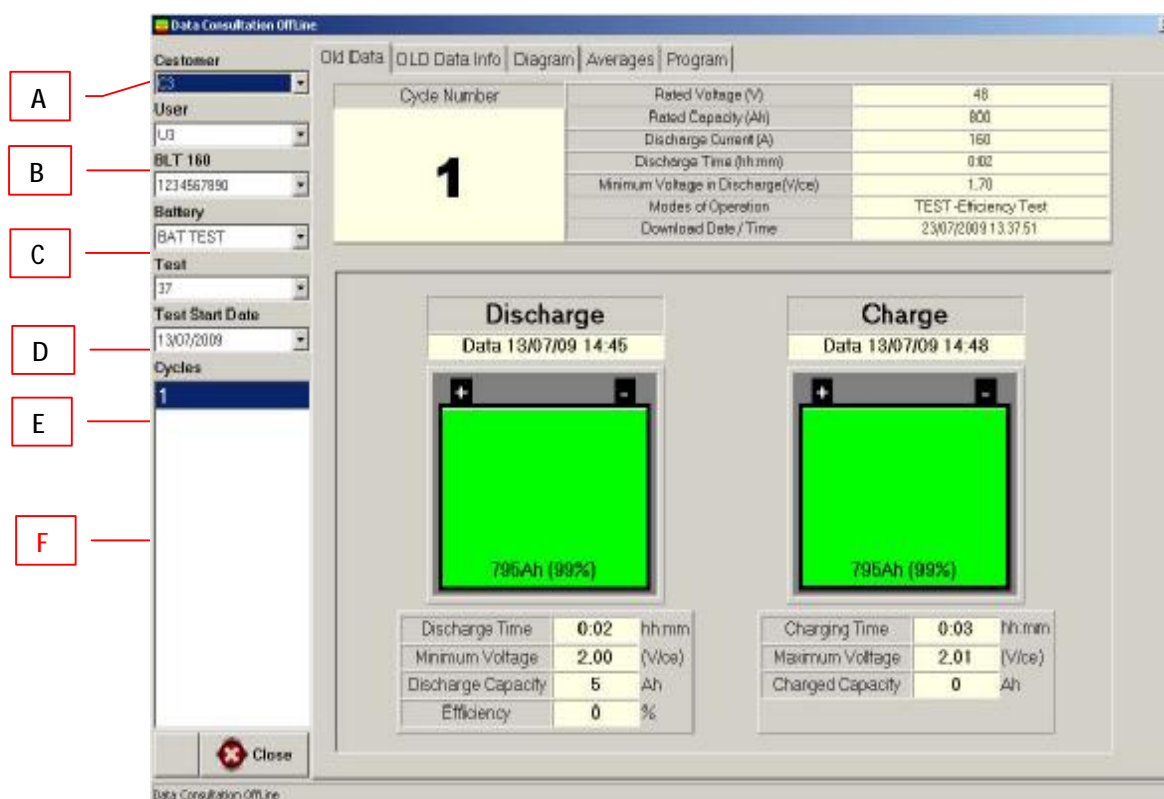 Data Consultation OffLine
A
B
C
D
E
F
Customer
C3
User
U3
BLT 160
1234567890
Battery
BAT TEST
Test
37
Test Start Date
13/07/2009
Cycles
1
Close
Old Data OLD Data Info Diagram Averages Program
Cycle Number
1
Rated Voltage (V) 48
Rated Capacity (Ah) 800
Discharge Current (A) 160
Discharge Time (hh:mm) 0:02
Minimum Voltage in Discharge(V/ce) 1.70
Modes of Operation TEST -Efficiency Test
Download Date / Time 23/07/2009 13.37.51
Discharge
Data 13/07/09 14:45
+ -
795Ah (99%)
Discharge Time 0:02 hh:mm
Minimum Voltage 2.00 (V/ce)
Discharge Capacity 5 Ah
Efficiency 0 %
Charge
Data 13/07/09 14:48
+ -
795Ah (99%)
Charging Time 0:03 hh:mm
Maximum Voltage 2.01 (V/ce)
Charged Capacity 0 Ah
Data Consultation OffLine